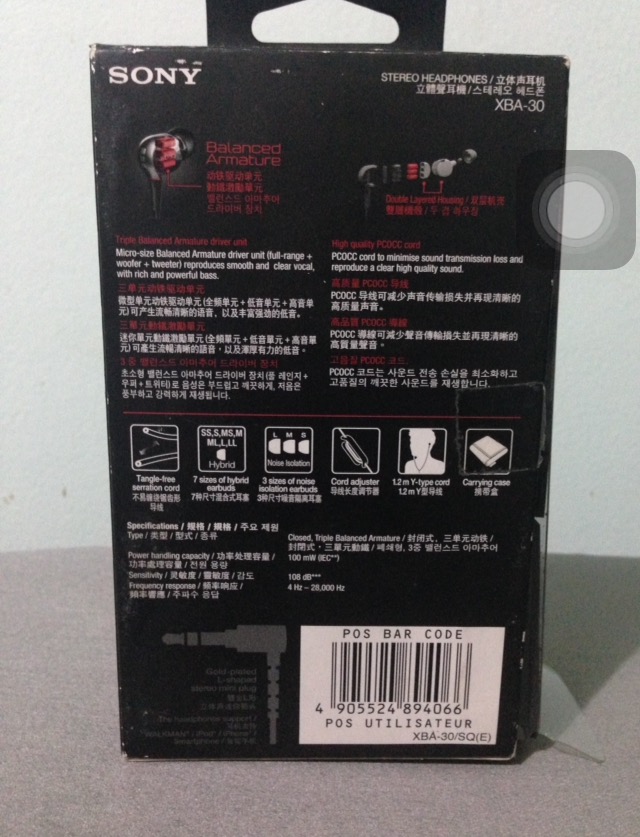 SONY
STEREO HEADPHONES / 立体声耳机
立體聲耳機 / 스테레오 헤드폰
XBA-30
Balanced
Armature
动铁驱动单元
動鐵激勵單元
밸런스드 아마추어
드라이버 장치
Double Layered Housing / 双层机壳
雙層機殼 / 두 겹 하우징
Triple Balanced Armature driver unit
Micro-size Balanced Armature driver unit (full-range +
woofer + tweeter) reproduces smooth and clear vocal,
with rich and powerful bass.
三单元动铁驱动单元
微型单元动铁驱动单元(全频单元+低音单元+高音单
元)可产生流畅清晰的语音，以及丰富强劲的低音。
三單元動鐵激勵單元
迷你單元動鐵激勵單元(全頻單元+低音單元+高音單
元)可產生流暢清晰的語音，以及渾厚有力的低音。
3중 밸런스드 아마추어 드라이버 장치
초소형 밸런스드 아마추어 드라이버 장치(풀 레인지 +
우퍼 + 트위터)로 음성은 부드럽고 깨끗하게, 저음은
풍부하고 강력하게 재생됩니다.
High quality PCOCC cord
PCOCC cord to minimise sound transmission loss and
reproduce a clear high quality sound.
高质量 PCOCC 导线
PCOCC 导线可减少声音传输损失并再现清晰的
高质量声音。
高品質 PCOCC 導線
PCOCC 導線可減少聲音傳輸損失並再現清晰的
高質量聲音。
고음질 PCOCC 코드
PCOCC 코드는 사운드 전송 손실을 최소화하고
고품질의 깨끗한 사운드를 재생합니다.
SS,S,MS,M
ML,L,LL
Hybrid
L M S
Noise Isolation
Tangle-free
serration cord
不易缠绕锯齿形
导线
7 sizes of hybrid
earbuds
7种尺寸混合式耳塞
3 sizes of noise
isolation earbuds
3种尺寸噪音隔离耳塞
Cord adjuster
导线长度调节器
1.2 m Y-type cord
1.2 m Y型导线
Carrying case
携带盒
Specifications / 规格 / 規格 / 주요 제원
Type / 类型 / 型式 / 종류
Closed, Triple Balanced Armature / 封闭式，三单元动铁 /
封閉式，三單元動鐵 / 폐쇄형, 3중 밸런스드 아마추어
Power handling capacity / 功率处理容量 /
功率處理容量 / 전원 용량
100 mW (IEC**)
Sensitivity / 灵敏度 / 靈敏度 / 감도
108 dB***
Frequency response / 频率响应 /
頻率響應 / 주파수 응답
4 Hz – 28,000 Hz
Gold-plated
L-shaped
stereo mini plug
The headphones support /
"WALKMAN" / iPod* / iPhone* /
Smartphone /
POS BAR CODE
4 905524 894066
POS UTILISATEUR
XBA-30/SQ(E)